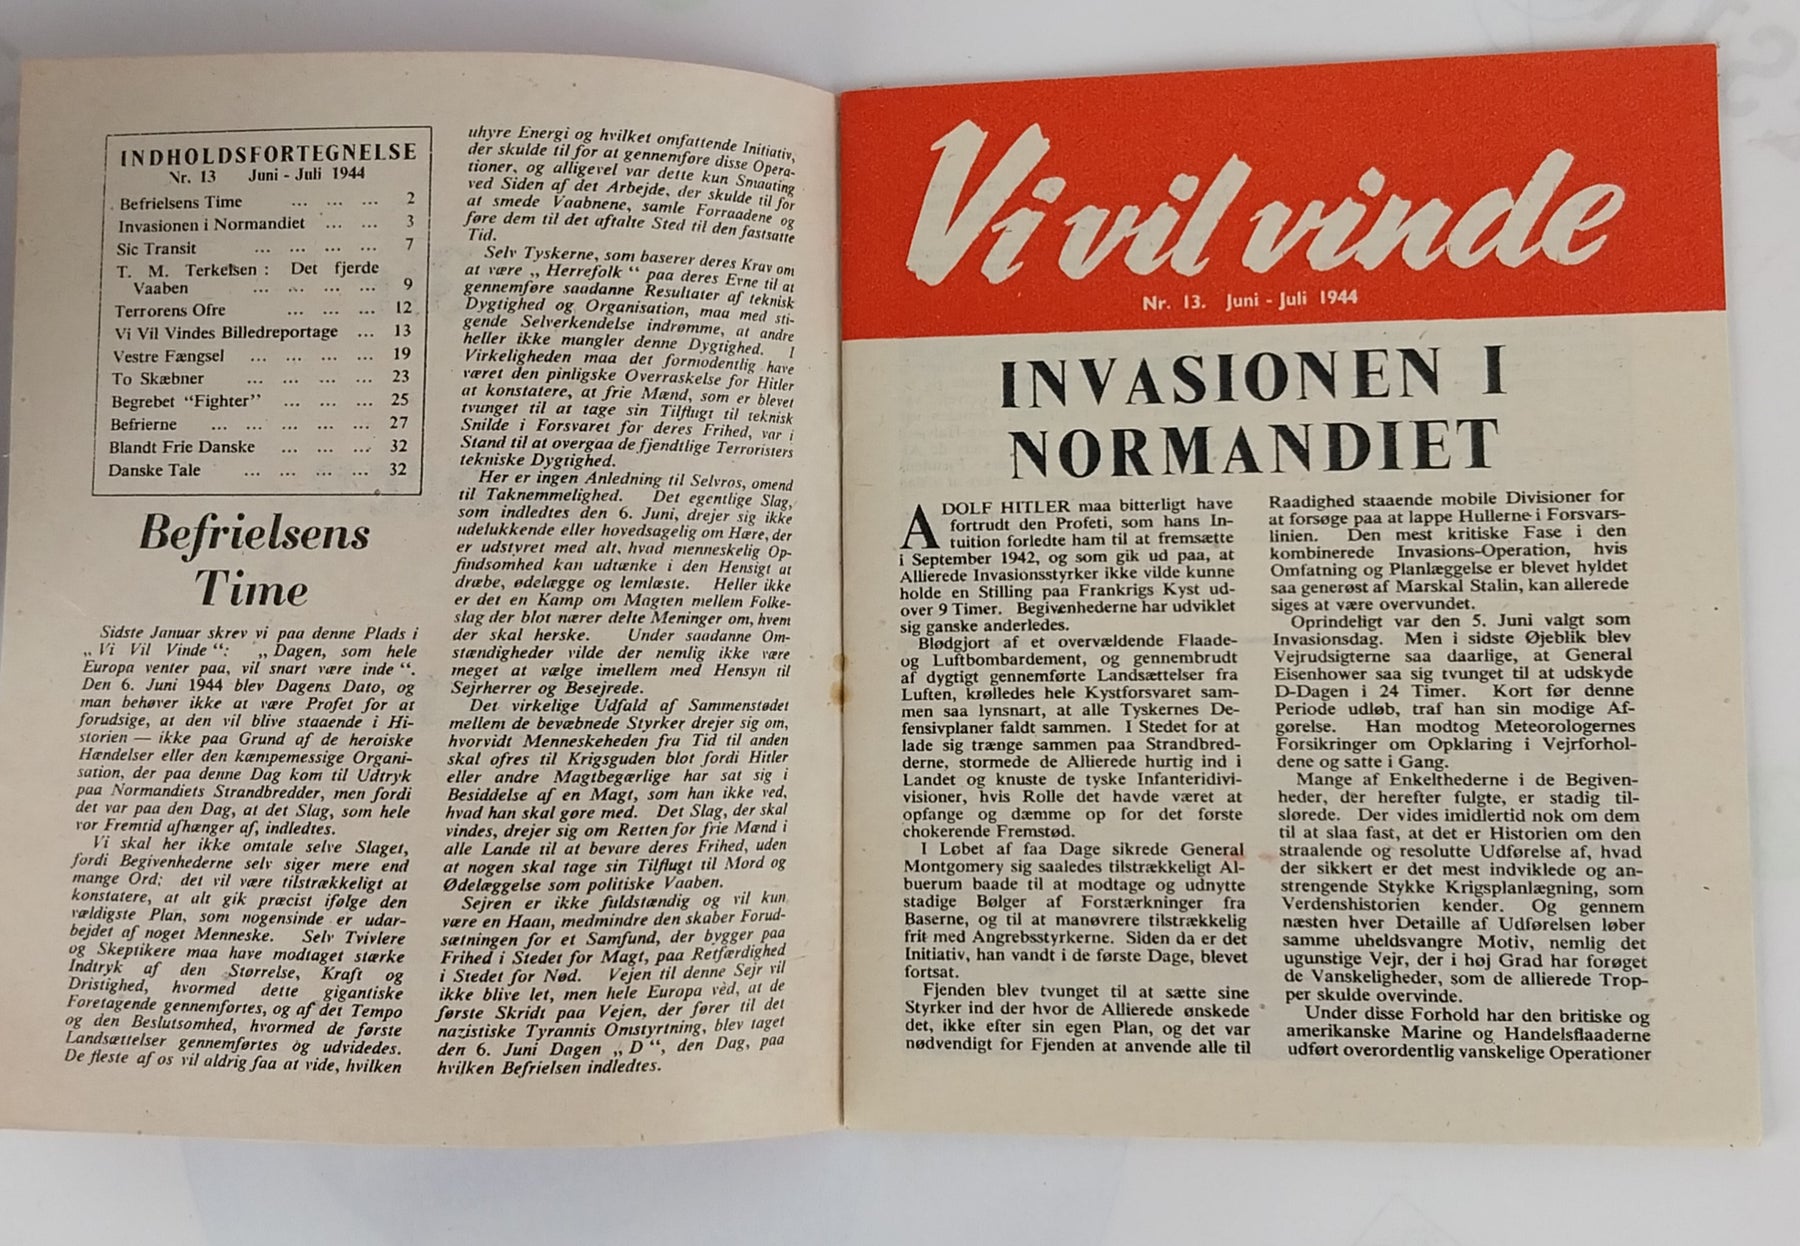 INDHOLDSFORTEGNELSE
Nr. 13 Juni - Juli 1944
Befrielsens Time ... ... ... 2
Invasionen i Normandiet ... ... 3
Sic Transit ... ... ... ... 7
T. M. Terkelsen : Det fjerde
Vaaben ... ... ... ... 9
Terrorens Ofre ... ... ... 12
Vi Vil Vindes Billedreportage ... 13
Vestre Fængsel ... ... ... ... 19
To Skæbner ... ... ... ... 23
Begrebet “Fighter” ... ... ... 25
Befrierne ... ... ... ... ... 27
Blandt Frie Danske ... ... ... 32
Danske Tale ... ... ... ... 32
Befrielsens
Time
Sidste Januar skrev vi paa denne Plads i
„ Vi Vil Vinde “: „ Dagen, som hele
Europa venter paa, vil snart være inde “.
Den 6. Juni 1944 blev Dagens Dato, og
man behøver ikke at være Profet for at
forudsige, at den vil blive staaende i Hi-
storien — ikke paa Grund af de heroiske
Hændelser eller den kæmpemessige Organi-
sation, der paa denne Dag kom til Udtryk
paa Normandiets Strandbredder, men fordi
det var paa den Dag, at det Slag, som hele
vor Fremtid afhænger af, indledtes.
Vi skal her ikke omtale selve Slaget,
fordi Begivenhederne selv siger mere end
mange Ord; det vil være tilstrækkeligt at
konstatere, at alt gik præcist ifølge den
vældigste Plan, som nogensinde er udar-
bejdet af noget Menneske. Selv Tvivlere
og Skeptikere maa have modtaget stærke
Indtryk af den Størrelse, Kraft og
Dristighed, hvormed dette gigantiske
Foretagende gennemførtes, og af det Tempo
og den Beslutsomhed, hvormed de første
Landsættelser gennemførtes og udvidedes.
De fleste af os vil aldrig faa at vide, hvilken
uhyre Energi og hvilket omfattende Initiativ,
der skulde til for at gennemføre disse Opera-
tioner, og alligevel var dette kun Smaating
ved Siden af det Arbejde, der skulde til for
at smede Vaabnene, samle Forraadene og
føre dem til det aftalte Sted til den fastsatte
Tid.
Selv Tyskerne, som baserer deres Krav om
at være „ Herrefolk “ paa deres Evne til at
gennemføre saadanne Resultater af teknisk
Dygtighed og Organisation, maa med sti-
gende Selverkendelse indrømme, at andre
heller ikke mangler denne Dygtighed. I
Virkeligheden maa det formodentlig have
været den pinligske Overraskelse for Hitler
at konstatere, at frie Mænd, som er blevet
tvunget til at tage sin Tilflugt til teknisk
Snilde i Forsvaret for deres Frihed, var i
Stand til at overgaa de fjendtlige Terroristers
tekniske Dygtighed.
Her er ingen Anledning til Selvros, omend
til Taknemmelighed. Det egentlige Slag,
som indledtes den 6. Juni, drejer sig ikke
udelukkende eller hovedsagelig om Hære, der
er udstyret med alt, hvad menneskelig Op-
findsomhed kan udtænke i den Hensigt at
dræbe, ødelægge og lemlæste. Heller ikke
er det en Kamp om Magten mellem Folke-
slag der blot nærer delte Meninger om, hvem
der skal herske. Under saadanne Om-
stændigheder vilde der nemlig ikke være
meget at vælge imellem med Hensyn til
Sejrherrer og Besejrede.
Det virkelige Udfald af Sammenstødet
mellem de bevæbnede Styrker drejer sig om,
hvorvidt Menneskeheden fra Tid til anden
skal ofres til Krigsguden blot fordi Hitler
eller andre Magtbegærlige har sat sig i
Besiddelse af en Magt, som han ikke ved,
hvad han skal gøre med. Det Slag, der skal
vindes, drejer sig om Retten for frie Mænd i
alle Lande til at bevare deres Frihed, uden
at nogen skal tage sin Tilflugt til Mord og
Ødelæggelse som politiske Vaaben.
Sejren er ikke fuldstændig og vil kun
være en Haan, medmindre den skaber Forud-
sætningen for et Samfund, der bygger paa
Frihed i Stedet for Magt, paa Retfærdighed
i Stedet for Nød. Vejen til denne Sejr vil
ikke blive let, men hele Europa vèd, at de
første Skridt paa Vejen, der fører til det
nazistiske Tyrannis Omstyrtning, blev taget
den 6. Juni Dagen „ D “, den Dag, paa
hvilken Befrielsen indledtes.
Vi vil vinde
Nr. 13. Juni - Juli 1944
INVASIONEN I
NORMANDIET
ADOLF HITLER maa bitterligt have
fortrudt den Profeti, som hans In-
tuition forledte ham til at fremsætte
i September 1942, og som gik ud paa, at
Allierede Invasionsstyrker ikke vilde kunne
holde en Stilling paa Frankrigs Kyst ud-
over 9 Timer. Begivenhederne har udviklet
sig ganske anderledes.
Blødgjort af et overvældende Flaade-
og Luftbombardement, og gennembrudt
af dygtigt gennemførte Landsættelser fra
Luften, krølledes hele Kystforsvaret sam-
men saa lynsnart, at alle Tyskernes De-
fensivplaner faldt sammen. I Stedet for at
lade sig trænge sammen paa Strandbred-
derne, stormede de Allierede hurtig ind i
Landet og knuste de tyske Infanteridivi-
visioner, hvis Rolle det havde været at
opfange og dæmme op for det første
chokerende Fremstød.
I Løbet af faa Dage sikrede General
Montgomery sig saaledes tilstrækkeligt Al-
buerum baade til at modtage og udnytte
stadige Bølger af Forstærkninger fra
Baserne, og til at manøvrere tilstrækkelig
frit med Angrebsstyrkerne. Siden da er det
Initiativ, han vandt i de første Dage, blevet
fortsat.
Fjenden blev tvunget til at sætte sine
Styrker ind der hvor de Allierede ønskede
det, ikke efter sin egen Plan, og det var
nødvendigt for Fjenden at anvende alle til
Raadighed staaende mobile Divisioner for
at forsøge paa at lappe Hullerne i Forsvars-
linien. Den mest kritiske Fase i den
kombinerede Invasions-Operation, hvis
Omfatning og Planlæggelse er blevet hyldet
saa generøst af Marskal Stalin, kan allerede
siges at være overvundet.
Oprindeligt var den 5. Juni valgt som
Invasionsdag. Men i sidste Øjeblik blev
Vejrudsigterne saa daarlige, at General
Eisenhower saa sig tvunget til at udskyde
D-Dagen i 24 Timer. Kort før denne
Periode udløb, traf han sin modige Af-
gørelse. Han modtog Meteorologernes
Forsikringer om Opklaring i Vejrforhol-
dene og satte i Gang.
Mange af Enkelthederne i de Begiven-
heder, der herefter fulgte, er stadig til-
slørede. Der vides imidlertid nok om dem
til at slaa fast, at det er Historien om den
straalende og resolutte Udførelse af, hvad
der sikkert er det mest indviklede og an-
strengende Stykke Krigsplanlægning, som
Verdenshistorien kender. Og gennem
næsten hver Detaille af Udførelsen løber
samme uheldsvangre Motiv, nemlig det
ugunstige Vejr, der i høj Grad har forøget
de Vanskeligheder, som de allierede Trop-
per skulde overvinde.
Under disse Forhold har den britiske og
amerikanske Marine og Handelsflaaderne
udført overordentlig vanskelige Operationer